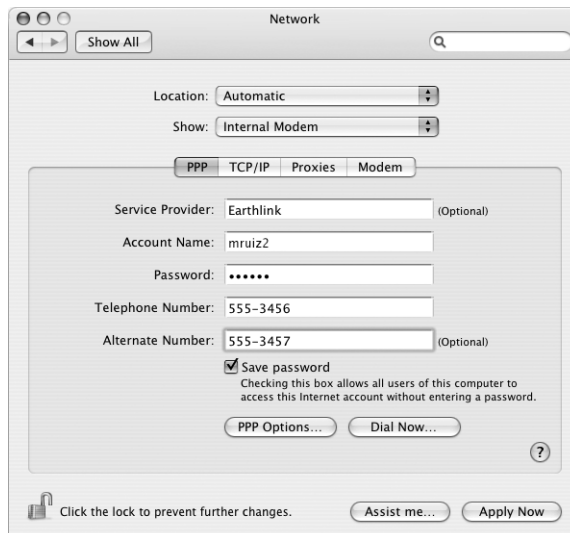 Network
Show All
Location: Automatic
Show: Internal Modem
PPP TCP/IP Proxies Modem
Service Provider: Earthlink (Optional)
Account Name: mruiz2
Password: ••••••
Telephone Number: 555-3456
Alternate Number: 555-3457 (Optional)
Save password
Checking this box allows all users of this computer to
access this Internet account without entering a password.
PPP Options... Dial Now...
?
Click the lock to prevent further changes. Assist me... Apply Now